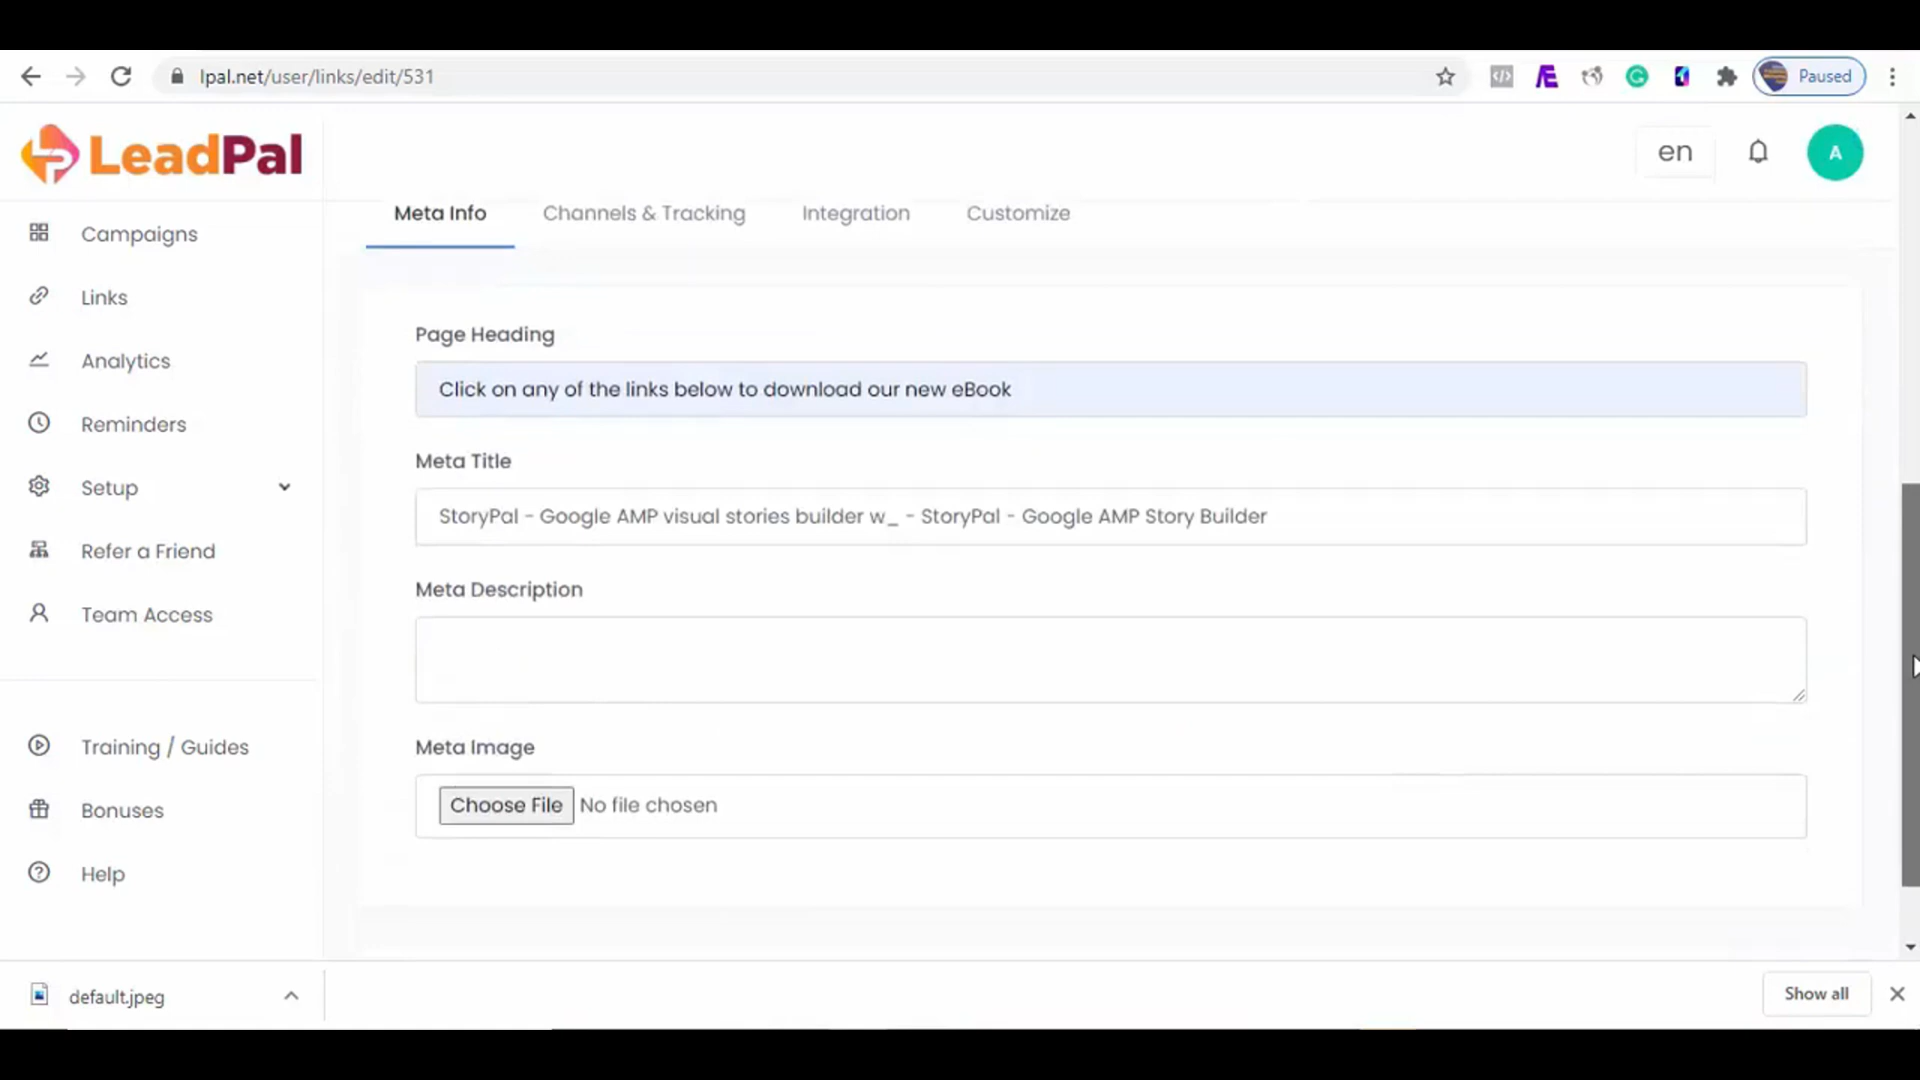 lpal.net/user/links/edit/531
Paused
LeadPal
en
A
Meta Info
Channels & Tracking
Integration
Customize
Campaigns
Links
Analytics
Reminders
Setup
Refer a Friend
Team Access
Training / Guides
Bonuses
Help
Page Heading
Click on any of the links below to download our new eBook
Meta Title
StoryPal - Google AMP visual stories builder w_ - StoryPal - Google AMP Story Builder
Meta Description
Meta Image
Choose File No file chosen
default.jpeg
Show all